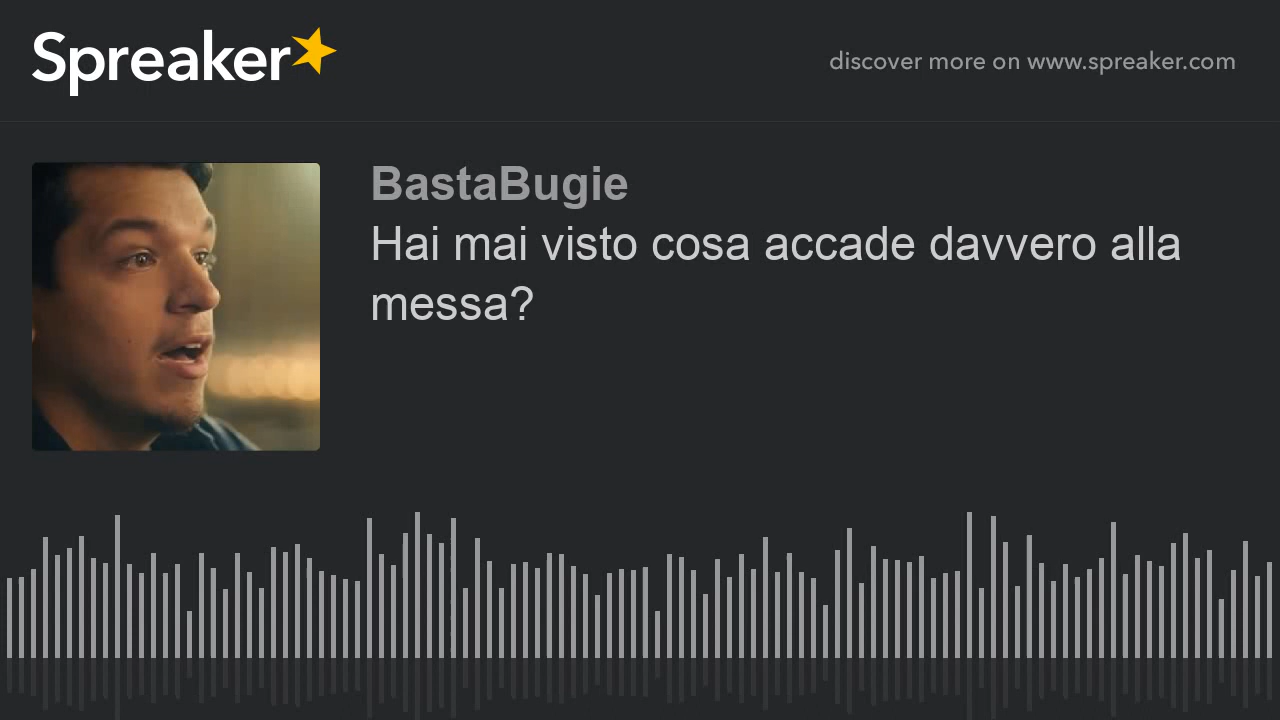 Spreaker
discover more on www.spreaker.com
BastaBugie
Hai mai visto cosa accade davvero alla
messa?